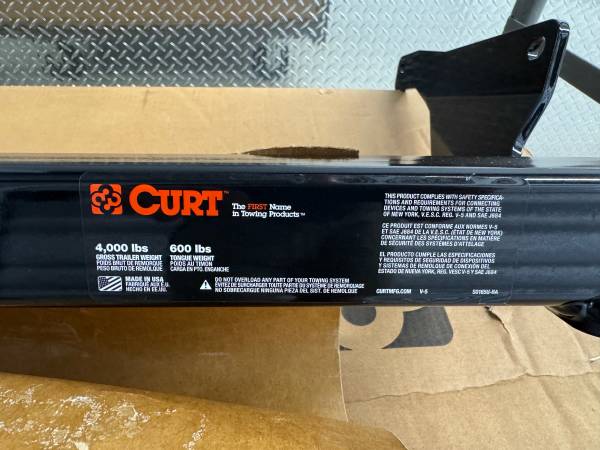 CURT™
The FIRST Name
in Towing Products™
4,000 lbs
GROSS TRAILER WEIGHT
POIDS BRUT DE REMORQUE
PESO BRUTO DE REMOLQUE
600 lbs
TONGUE WEIGHT
POIDS AU TIMON
CARGA EN PTO. ENGANCHE
MADE IN USA
FABRIQUÉ AUX É.U.
HECHO EN EE.UU.
DO NOT OVERLOAD ANY PART OF YOUR TOWING SYSTEM
ÉVITEZ DE SURCHARGER TOUTE PARTIE DU SYSTÈME DE REMORQUAGE
NO SOBRECARGUE NINGUNA PIEZA DEL SIST. DE REMOLQUE
THIS PRODUCT COMPLIES WITH SAFETY SPECIFICA-
TIONS AND REQUIREMENTS FOR CONNECTING
DEVICES AND TOWING SYSTEMS OF THE STATE
OF NEW YORK, V.E.S.C. REG. V-5 AND SAE J684
CE PRODUIT EST CONFORME AUX NORMES V-5
ET SAE J684 DE LA V.E.S.C. (ÉTAT DE NEW YORK)
CONCERNANT LES SPÉCIFICATIONS EN MATIÈRE
DE SÉCURITÉ DES SYSTÈMES D'ATTELAGE
EL PRODUCTO CUMPLE LAS ESPECIFICACIONES
Y REQUISITOS DE SEGURIDAD DE DISPOSITIVOS
Y SISTEMAS DE REMOLQUE DE CONEXIÓN DEL
ESTADO DE NUEVA YORK, REG. VESC V-5 Y SAE J684
CURTMFG.COM V-5